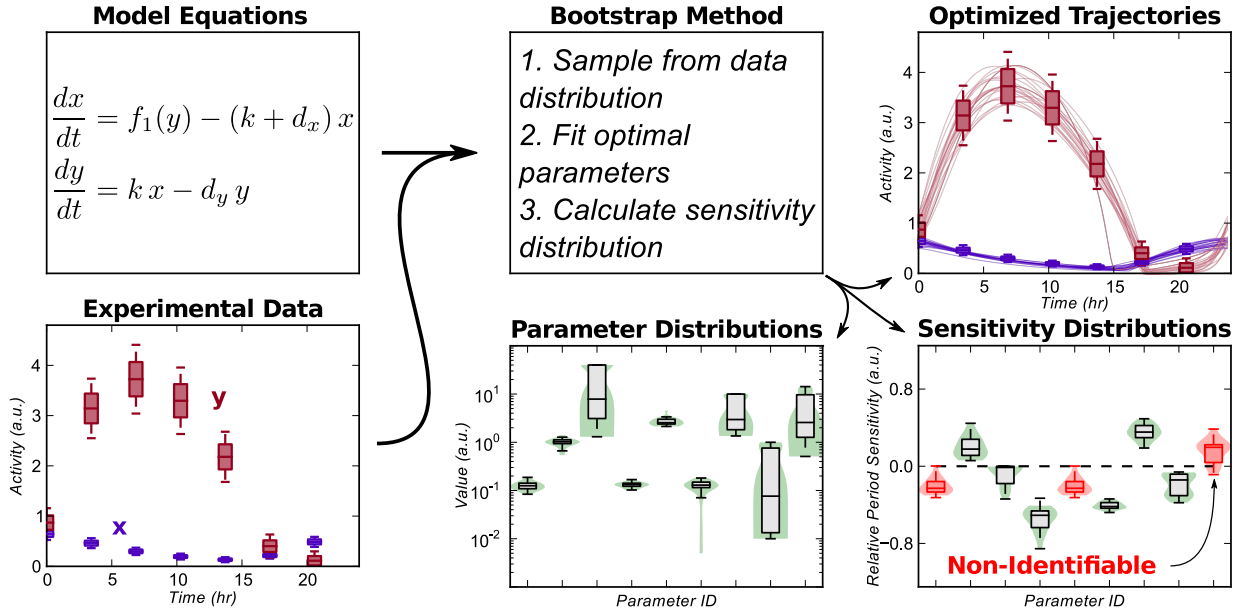 Model Equations
dx/dt = f₁(y) − (k + dₓ) x
dy/dt = k x − d_y y
Bootstrap Method
1. Sample from data
distribution
2. Fit optimal
parameters
3. Calculate sensitivity
distribution
Optimized Trajectories
Activity (a.u.)
4
3
2
1
0
0 5 10 15 20
Time (hr)
Experimental Data
Activity (a.u.)
4
3
2
1
0
y
x
0 5 10 15 20
Time (hr)
Parameter Distributions
Value (a.u.)
10¹
10⁰
10⁻¹
10⁻²
Parameter ID
Sensitivity Distributions
Relative Period Sensitivity (a.u.)
0.8
0.0
−0.8
Non-Identifiable
Parameter ID